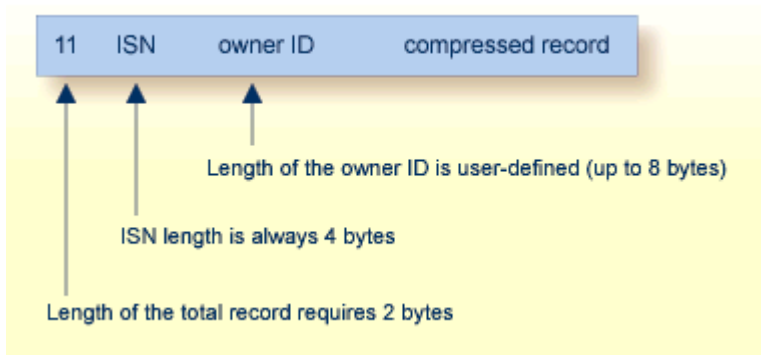 11 ISN owner ID compressed record
Length of the owner ID is user-defined (up to 8 bytes)
ISN length is always 4 bytes
Length of the total record requires 2 bytes